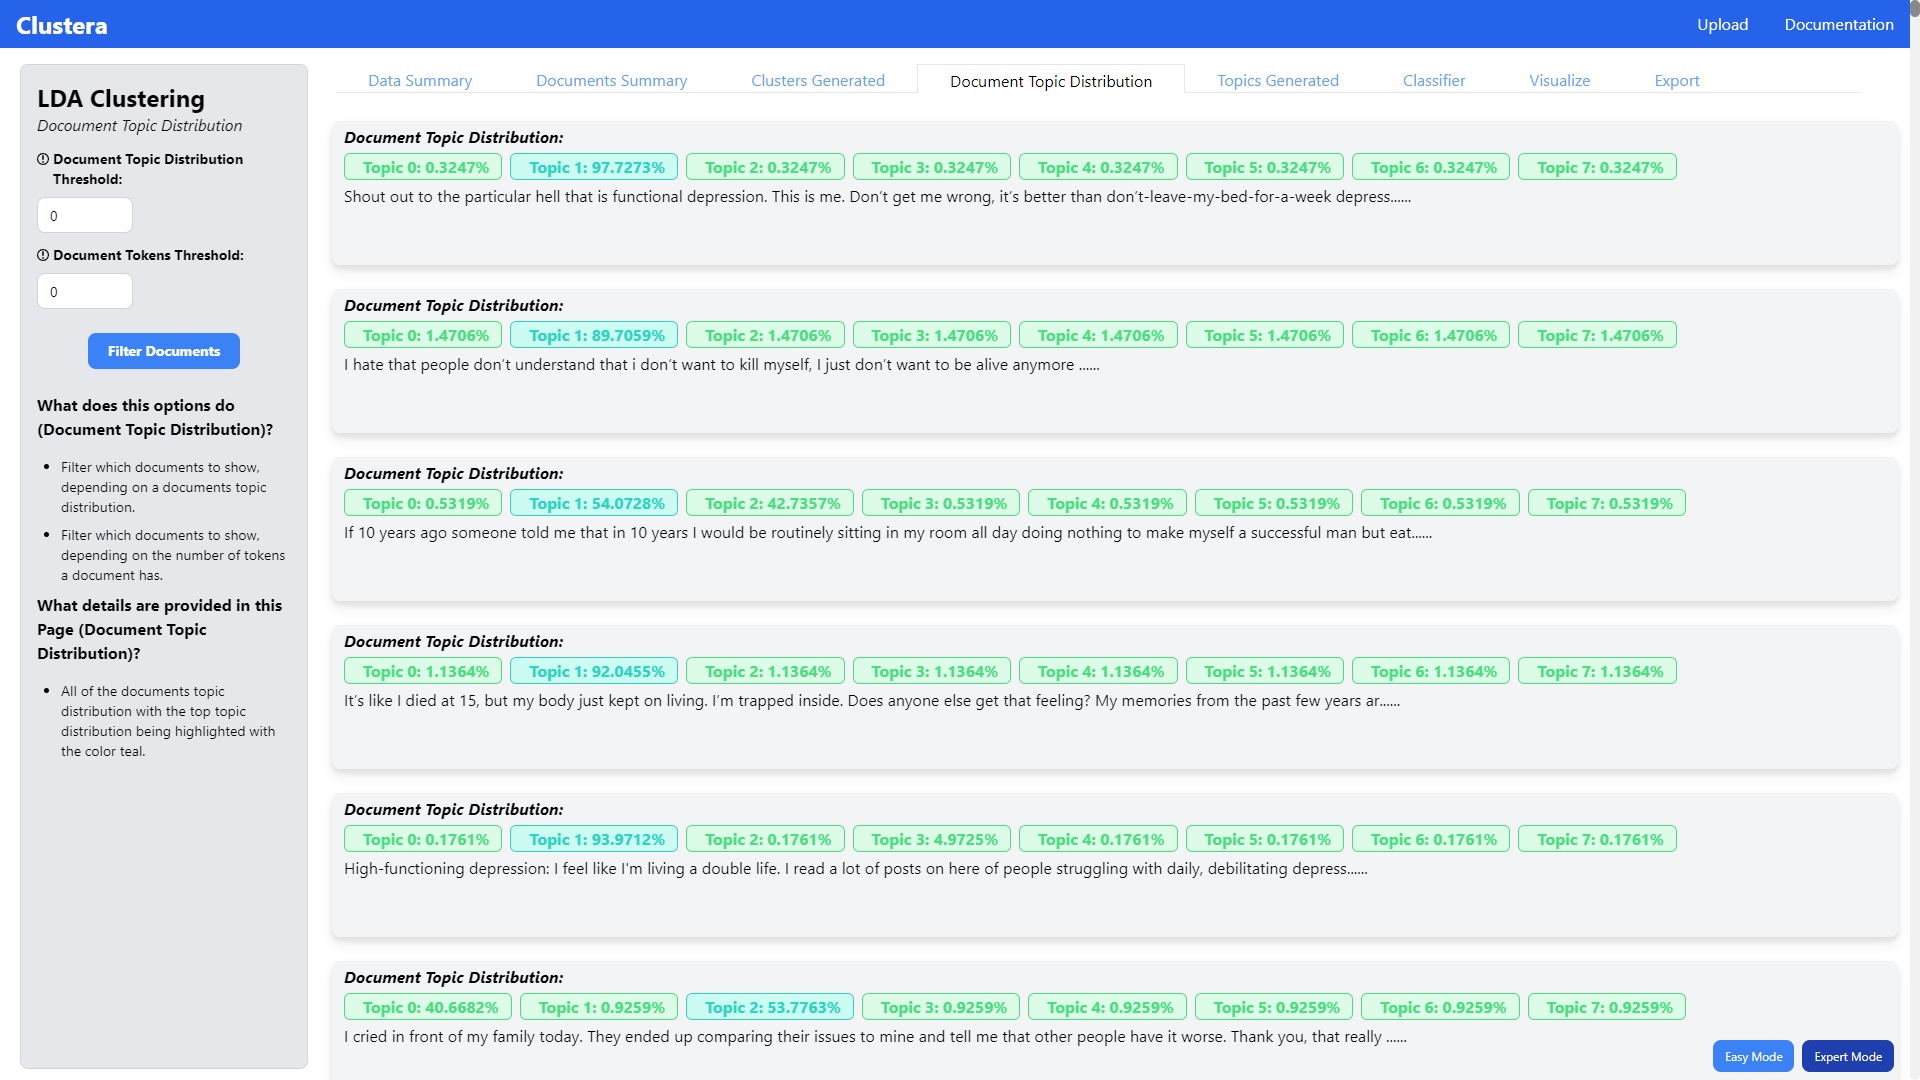 Clustera
Upload
Documentation
LDA Clustering
Docoument Topic Distribution
Document Topic Distribution
Threshold:
0
Document Tokens Threshold:
0
Filter Documents
What does this options do
(Document Topic Distribution)?
Filter which documents to show,
depending on a documents topic
distribution.
Filter which documents to show,
depending on the number of tokens
a document has.
What details are provided in this
Page (Document Topic
Distribution)?
All of the documents topic
distribution with the top topic
distribution being highlighted with
the color teal.
Data Summary
Documents Summary
Clusters Generated
Document Topic Distribution
Topics Generated
Classifier
Visualize
Export
Document Topic Distribution:
Topic 0: 0.3247% Topic 1: 97.7273% Topic 2: 0.3247% Topic 3: 0.3247% Topic 4: 0.3247% Topic 5: 0.3247% Topic 6: 0.3247% Topic 7: 0.3247%
Shout out to the particular hell that is functional depression. This is me. Don’t get me wrong, it’s better than don’t-leave-my-bed-for-a-week depress......
Document Topic Distribution:
Topic 0: 1.4706% Topic 1: 89.7059% Topic 2: 1.4706% Topic 3: 1.4706% Topic 4: 1.4706% Topic 5: 1.4706% Topic 6: 1.4706% Topic 7: 1.4706%
I hate that people don’t understand that i don’t want to kill myself, I just don’t want to be alive anymore ......
Document Topic Distribution:
Topic 0: 0.5319% Topic 1: 54.0728% Topic 2: 42.7357% Topic 3: 0.5319% Topic 4: 0.5319% Topic 5: 0.5319% Topic 6: 0.5319% Topic 7: 0.5319%
If 10 years ago someone told me that in 10 years I would be routinely sitting in my room all day doing nothing to make myself a successful man but eat......
Document Topic Distribution:
Topic 0: 1.1364% Topic 1: 92.0455% Topic 2: 1.1364% Topic 3: 1.1364% Topic 4: 1.1364% Topic 5: 1.1364% Topic 6: 1.1364% Topic 7: 1.1364%
It’s like I died at 15, but my body just kept on living. I’m trapped inside. Does anyone else get that feeling? My memories from the past few years ar......
Document Topic Distribution:
Topic 0: 0.1761% Topic 1: 93.9712% Topic 2: 0.1761% Topic 3: 4.9725% Topic 4: 0.1761% Topic 5: 0.1761% Topic 6: 0.1761% Topic 7: 0.1761%
High-functioning depression: I feel like I'm living a double life. I read a lot of posts on here of people struggling with daily, debilitating depress......
Document Topic Distribution:
Topic 0: 40.6682% Topic 1: 0.9259% Topic 2: 53.7763% Topic 3: 0.9259% Topic 4: 0.9259% Topic 5: 0.9259% Topic 6: 0.9259% Topic 7: 0.9259%
I cried in front of my family today. They ended up comparing their issues to mine and tell me that other people have it worse. Thank you, that really ......
Easy Mode
Expert Mode